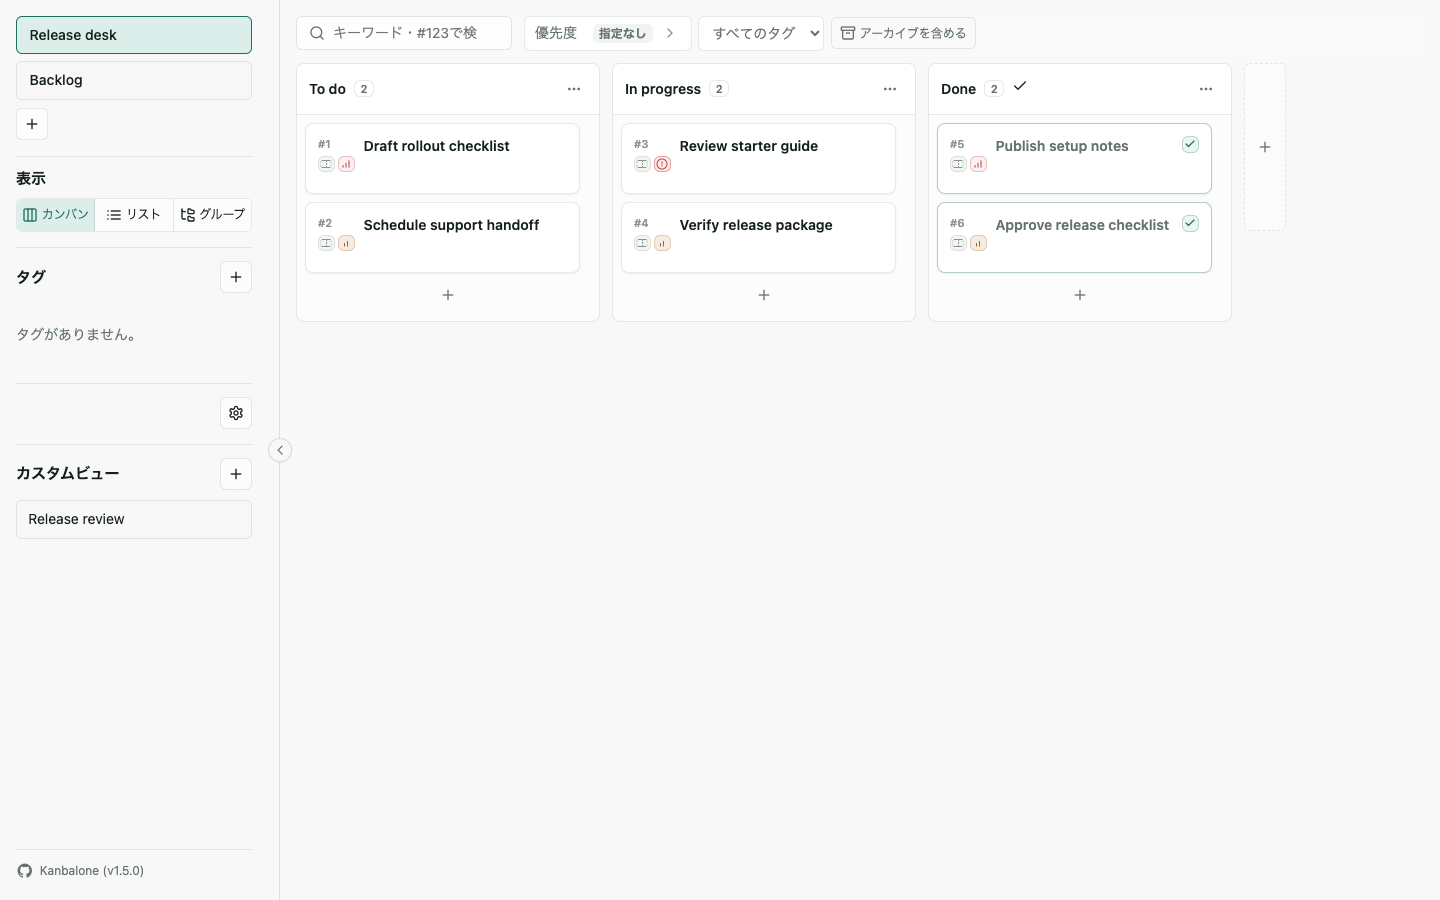 Release desk
Backlog
表示
カンバン リスト グループ
タグ
タグがありません。
カスタムビュー
Release review
Kanbalone (v1.5.0)
キーワード・#123で検
優先度 指定なし
すべてのタグ
アーカイブを含める
To do 2
#1 Draft rollout checklist
#2 Schedule support handoff
In progress 2
#3 Review starter guide
#4 Verify release package
Done 2
#5 Publish setup notes
#6 Approve release checklist